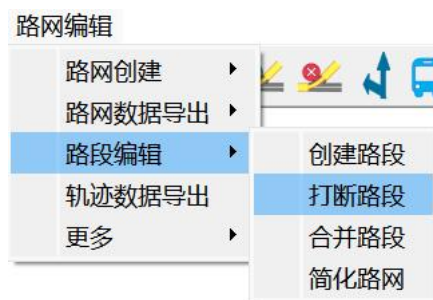 路网编辑
路网创建
路网数据导出
路段编辑
轨迹数据导出
更多
创建路段
打断路段
合并路段
简化路网